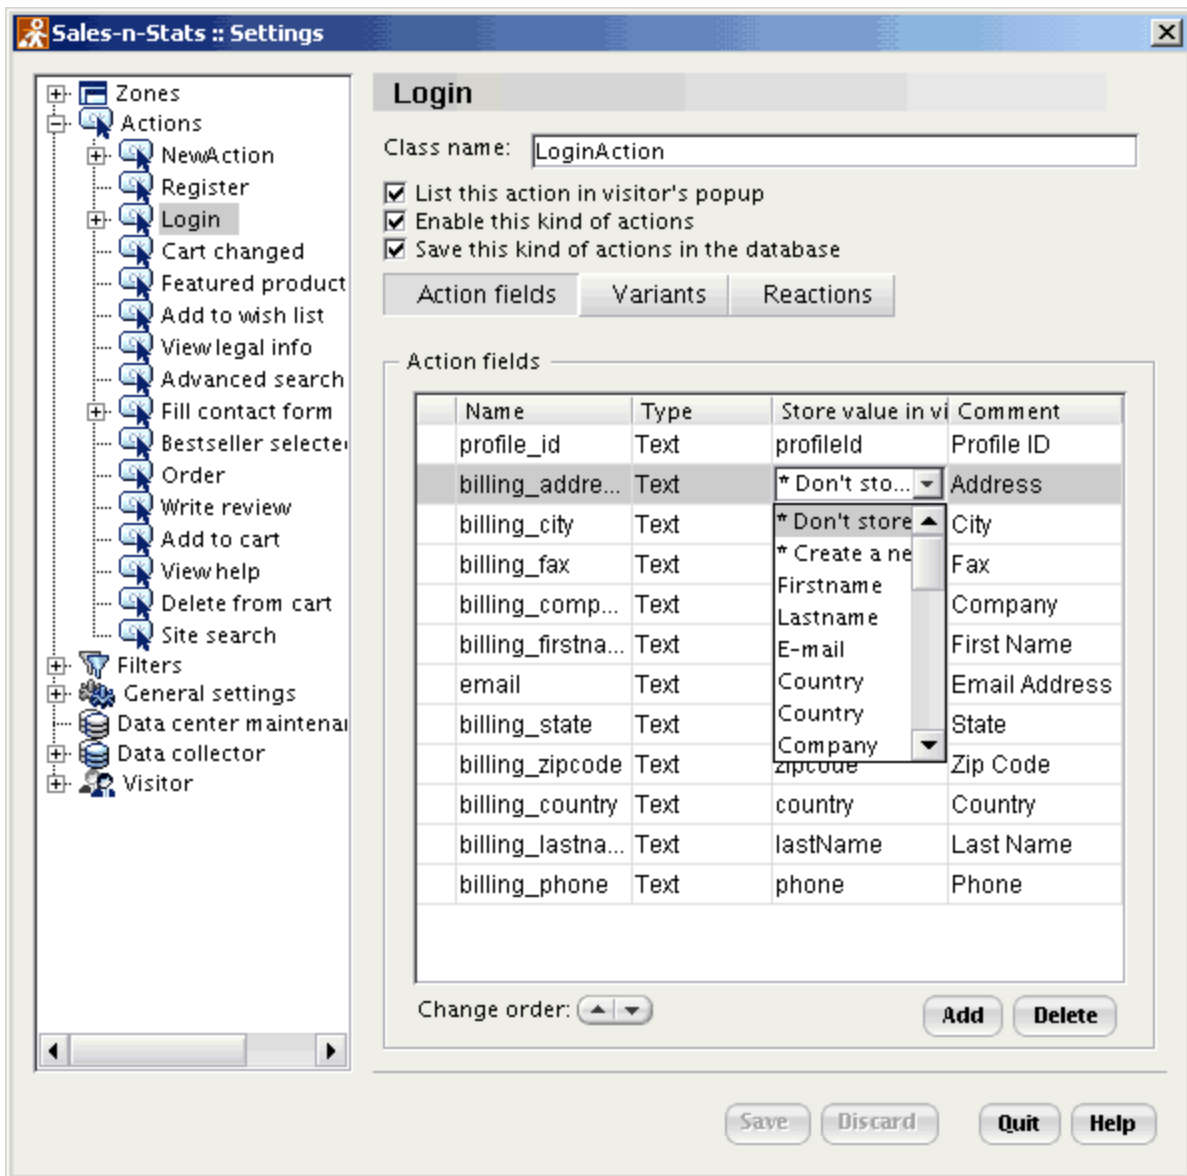 Sales-n-Stats :: Settings
Zones
Actions
NewAction
Register
Login
Cart changed
Featured product
Add to wish list
View legal info
Advanced search
Fill contact form
Bestseller selecte
Order
Write review
Add to cart
View help
Delete from cart
Site search
Filters
General settings
Data center maintena
Data collector
Visitor
Login
Class name: LoginAction
List this action in visitor's popup
Enable this kind of actions
Save this kind of actions in the database
Action fields Variants Reactions
Action fields
Name Type Store value in vi Comment
profile_id Text profileId Profile ID
billing_addre... Text * Don't sto... Address
billing_city Text City
billing_fax Text Fax
billing_comp... Text Company
billing_firstna... Text First Name
email Text Email Address
billing_state Text State
billing_zipcode Text zipcode Zip Code
billing_country Text country Country
billing_lastna... Text lastName Last Name
billing_phone Text phone Phone
* Don't store
* Create a ne
Firstname
Lastname
E-mail
Country
Country
Company
Change order: Add Delete
Save Discard Quit Help